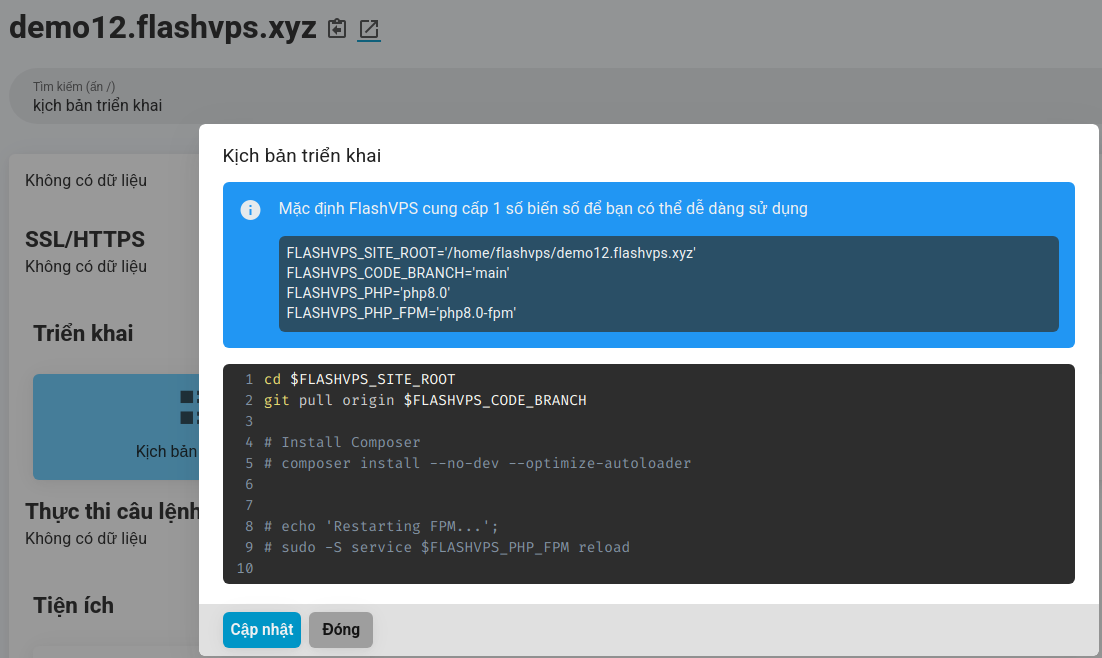 demo12.flashvps.xyz
Tìm kiếm (ấn /)
kịch bản triển khai
Không có dữ liệu
SSL/HTTPS
Không có dữ liệu
Triển khai
Kịch bản
Thực thi câu lệnh
Không có dữ liệu
Tiện ích
Kịch bản triển khai
Mặc định FlashVPS cung cấp 1 số biến số để bạn có thể dễ dàng sử dụng
FLASHVPS_SITE_ROOT='/home/flashvps/demo12.flashvps.xyz'
FLASHVPS_CODE_BRANCH='main'
FLASHVPS_PHP='php8.0'
FLASHVPS_PHP_FPM='php8.0-fpm'
1 cd $FLASHVPS_SITE_ROOT
2 git pull origin $FLASHVPS_CODE_BRANCH
3
4 # Install Composer
5 # composer install --no-dev --optimize-autoloader
6
7
8 # echo 'Restarting FPM...';
9 # sudo -S service $FLASHVPS_PHP_FPM reload
10
Cập nhật
Đóng